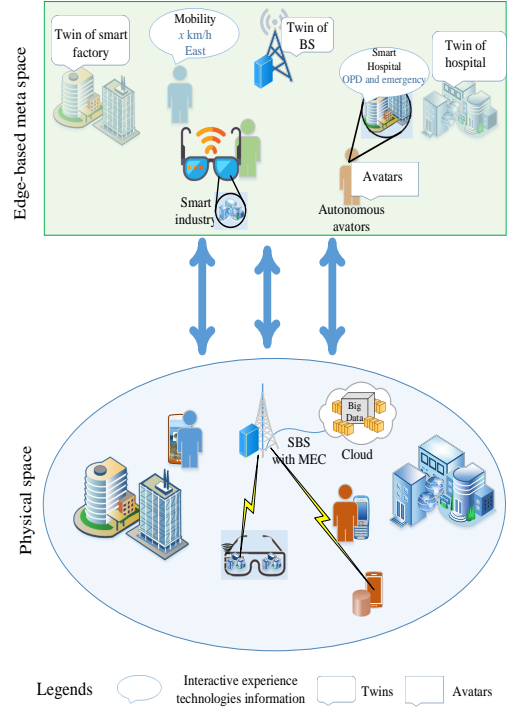 Edge-based meta space
Twin of smart
factory
Mobility
x km/h
East
Twin of
BS
Smart
Hospital
OPD and emergency
Twin of
hospital
Smart
industry
Avatars
Autonomous
avators
Physical space
Big
Data
SBS
with MEC
Cloud
Legends
Interactive experience
technologies information
Twins
Avatars